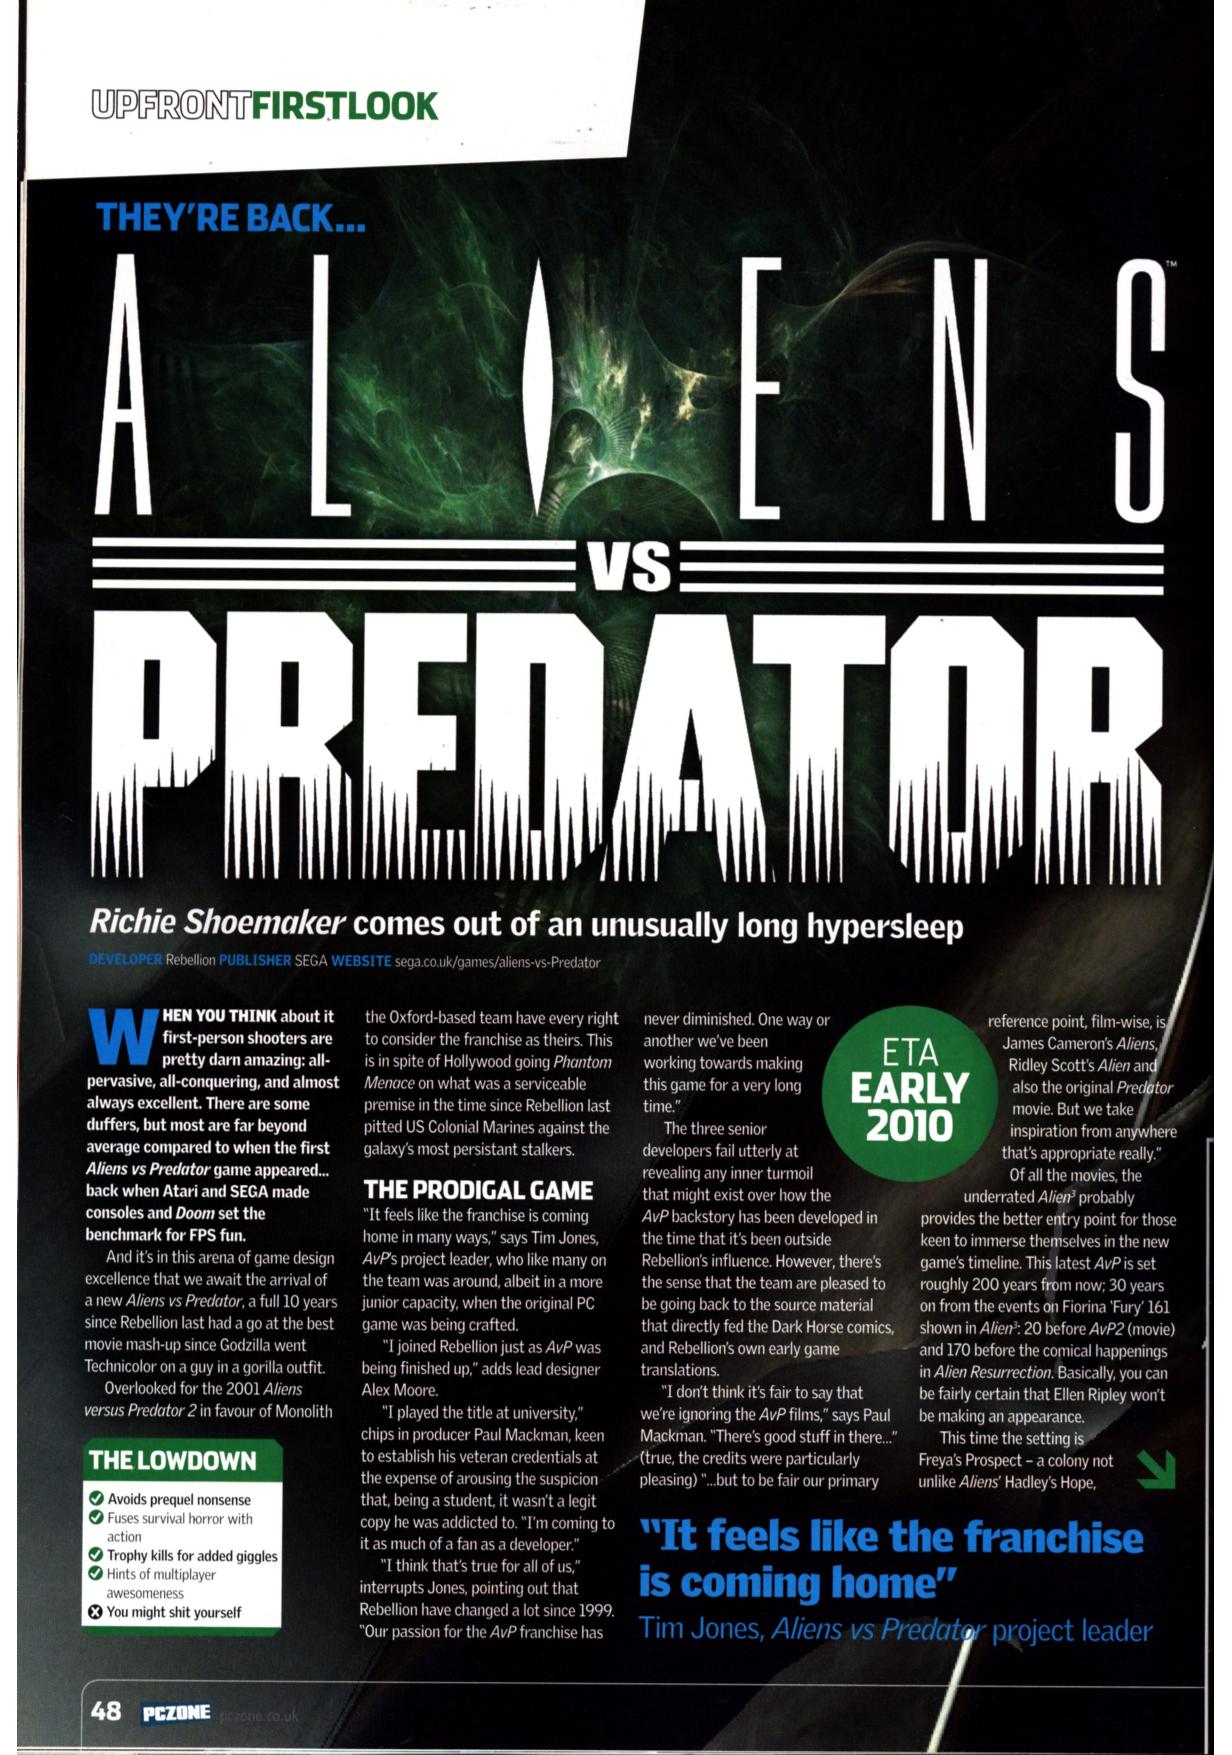 UPFRONTFIRSTLOOK
THEY'RE BACK...
ALIENS™
VS
PREDATOR
Richie Shoemaker comes out of an unusually long hypersleep
DEVELOPER Rebellion PUBLISHER SEGA WEBSITE sega.co.uk/games/aliens-vs-Predator
WHEN YOU THINK about it
first-person shooters are
pretty darn amazing: all-
pervasive, all-conquering, and almost
always excellent. There are some
duffers, but most are far beyond
average compared to when the first
Aliens vs Predator game appeared...
back when Atari and SEGA made
consoles and Doom set the
benchmark for FPS fun.
And it's in this arena of game design
excellence that we await the arrival of
a new Aliens vs Predator, a full 10 years
since Rebellion last had a go at the best
movie mash-up since Godzilla went
Technicolor on a guy in a gorilla outfit.
Overlooked for the 2001 Aliens
versus Predator 2 in favour of Monolith
THE LOWDOWN
Avoids prequel nonsense
Fuses survival horror with
action
Trophy kills for added giggles
Hints of multiplayer
awesomeness
You might shit yourself
the Oxford-based team have every right
to consider the franchise as theirs. This
is in spite of Hollywood going Phantom
Menace on what was a serviceable
premise in the time since Rebellion last
pitted US Colonial Marines against the
galaxy's most persistant stalkers.
THE PRODIGAL GAME
"It feels like the franchise is coming
home in many ways," says Tim Jones,
AvP's project leader, who like many on
the team was around, albeit in a more
junior capacity, when the original PC
game was being crafted.
"I joined Rebellion just as AvP was
being finished up," adds lead designer
Alex Moore.
"I played the title at university,"
chips in producer Paul Mackman, keen
to establish his veteran credentials at
the expense of arousing the suspicion
that, being a student, it wasn't a legit
copy he was addicted to. "I'm coming to
it as much of a fan as a developer."
"I think that's true for all of us,"
interrupts Jones, pointing out that
Rebellion have changed a lot since 1999.
"Our passion for the AvP franchise has
never diminished. One way or
another we've been
working towards making
this game for a very long
time."
The three senior
developers fail utterly at
revealing any inner turmoil
that might exist over how the
AvP backstory has been developed in
the time that it's been outside
Rebellion's influence. However, there's
the sense that the team are pleased to
be going back to the source material
that directly fed the Dark Horse comics,
and Rebellion's own early game
translations.
"I don't think it's fair to say that
we're ignoring the AvP films," says Paul
Mackman. "There's good stuff in there..."
(true, the credits were particularly
pleasing) "...but to be fair our primary
ETA
EARLY
2010
reference point, film-wise, is
James Cameron's Aliens,
Ridley Scott's Alien and
also the original Predator
movie. But we take
inspiration from anywhere
that's appropriate really."
Of all the movies, the
underrated Alien³ probably
provides the better entry point for those
keen to immerse themselves in the new
game's timeline. This latest AvP is set
roughly 200 years from now; 30 years
on from the events on Fiorina 'Fury' 161
shown in Alien³: 20 before AvP2 (movie)
and 170 before the comical happenings
in Alien Resurrection. Basically, you can
be fairly certain that Ellen Ripley won't
be making an appearance.
This time the setting is
Freya's Prospect – a colony not
unlike Aliens' Hadley's Hope,
"It feels like the franchise
is coming home"
Tim Jones, Aliens vs Predator project leader
48 PCZONE pczone.co.uk